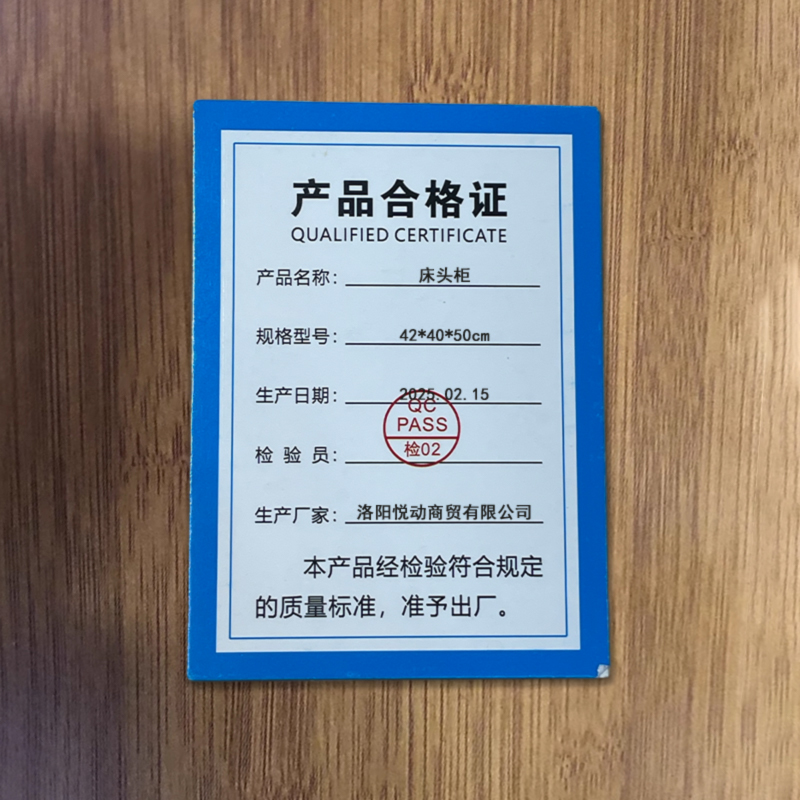 产品合格证
QUALIFIED CERTIFICATE
产品名称： 床头柜
规格型号： 42*40*50cm
生产日期： 2025.02.15
QC
PASS
检02
检 验 员：
生产厂家： 洛阳悦动商贸有限公司
本产品经检验符合规定
的质量标准，准予出厂。